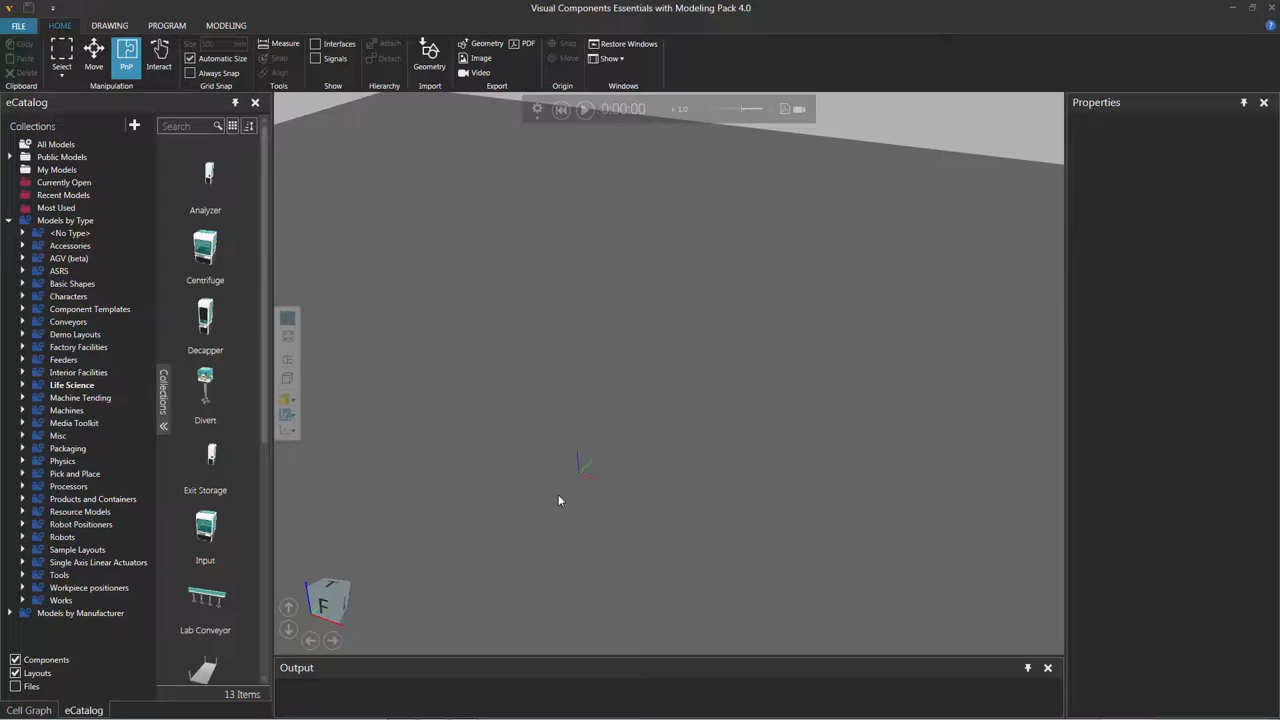 Visual Components Essentials with Modeling Pack 4.0
FILE HOME DRAWING PROGRAM MODELING
Copy
Paste
Delete
Clipboard
Select Move PnP Interact
Manipulation
Size 500 mm
Automatic Size
Always Snap
Grid Snap
Measure
Snap
Align
Tools
Interfaces
Signals
Show
Attach
Detach
Hierarchy
Geometry
Import
Geometry PDF
Image
Video
Export
Snap
Move
Origin
Restore Windows
Show
Windows
eCatalog
Collections
Search
All Models
Public Models
My Models
Currently Open
Recent Models
Most Used
Models by Type
<No Type>
Accessories
AGV (beta)
ASRS
Basic Shapes
Characters
Component Templates
Conveyors
Demo Layouts
Factory Facilities
Feeders
Interior Facilities
Life Science
Machine Tending
Machines
Media Toolkit
Misc
Packaging
Physics
Pick and Place
Processors
Products and Containers
Resource Models
Robot Positioners
Robots
Sample Layouts
Single Axis Linear Actuators
Tools
Workpiece positioners
Works
Models by Manufacturer
Components
Layouts
Files
Cell Graph eCatalog
Collections
Analyzer
Centrifuge
Decapper
Divert
Exit Storage
Input
Lab Conveyor
13 Items
0:00:00
x 1.0
T
F
Output
Properties